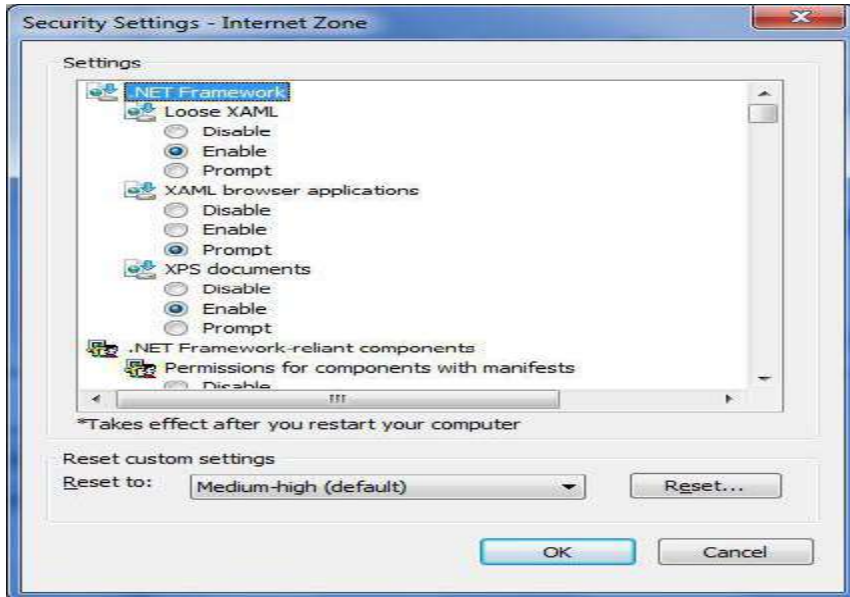 Security Settings - Internet Zone
Settings
.NET Framework
Loose XAML
Disable
Enable
Prompt
XAML browser applications
Disable
Enable
Prompt
XPS documents
Disable
Enable
Prompt
.NET Framework-reliant components
Permissions for components with manifests
Disable
*Takes effect after you restart your computer
Reset custom settings
Reset to: Medium-high (default) Reset...
OK Cancel